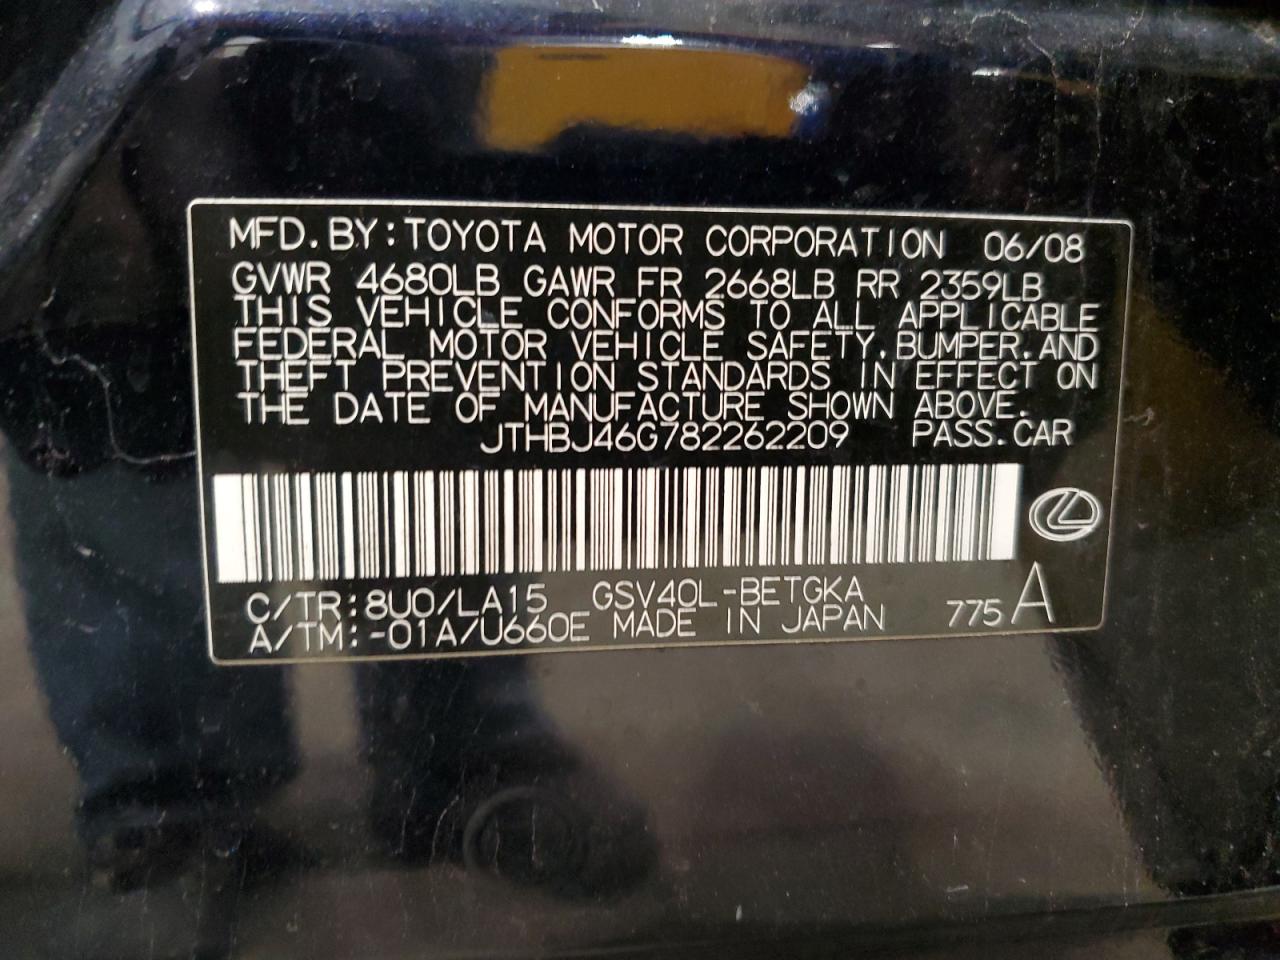 MFD. BY: TOYOTA MOTOR CORPORATION 06/08
GVWR 4680LB GAWR FR 2668LB RR 2359LB
THIS VEHICLE CONFORMS TO ALL APPLICABLE
FEDERAL MOTOR VEHICLE SAFETY, BUMPER, AND
THEFT PREVENTION STANDARDS IN EFFECT ON
THE DATE OF MANUFACTURE SHOWN ABOVE.
JTHBJ46G782262209 PASS. CAR
C/TR: 8U0/LA15 GSV40L-BETGKA
A/TM: -01A/U660E MADE IN JAPAN 775 A